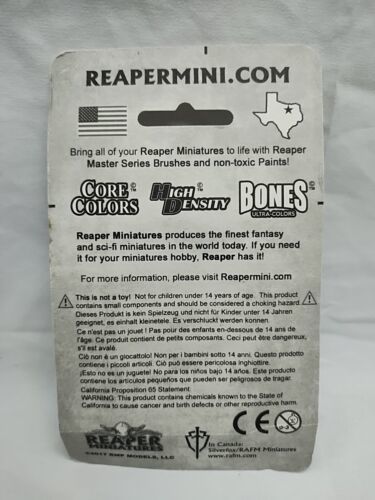 REAPERMINI.COM
Bring all of your Reaper Miniatures to life with Reaper
Master Series Brushes and non-toxic Paints!
CORE COLORS™ HIGH DENSITY™ BONES® ULTRA-COLORS
Reaper Miniatures produces the finest fantasy
and sci-fi miniatures in the world today. If you need
it for your miniatures hobby, Reaper has it!
For more information, please visit Reapermini.com
This is not a toy! Not for children under 14 years of age. This product
contains small components and should be considered a choking hazard.
Dieses Produkt is kein Spielzeug und nicht für Kinder unter 14 Jahren
geeignet, es einhalt kleineteile. Es verschluckt werden konnen.
Ce n'est pas un jouet ! Pas pour des enfants en-dessous de 14 ans de
l'âge. Ce produit contient de petits composants. Ceci peut être dangereux,
s'il est avalé.
Ciò non è un giocattolo! Non per i bambini sotto 14 anni. Questo prodotto
contiene i piccoli articoli. Ciò può essere pericolosa inghiottire.
¡Esto no es un juguete! No para los niños bajo 14 años. Este producto
contiene los artículos pequeños que pueden ser peligrosos de tragar.
California Proposition 65 Statement:
WARNING: This product contains chemicals known to the State of
California to cause cancer and birth defects or other reproductive harm.
REAPER
MINIATURES
©2017 RMP MODELS, LLC
In Canada:
Silverfox/RAFM Miniatures
www.rafm.com
CE